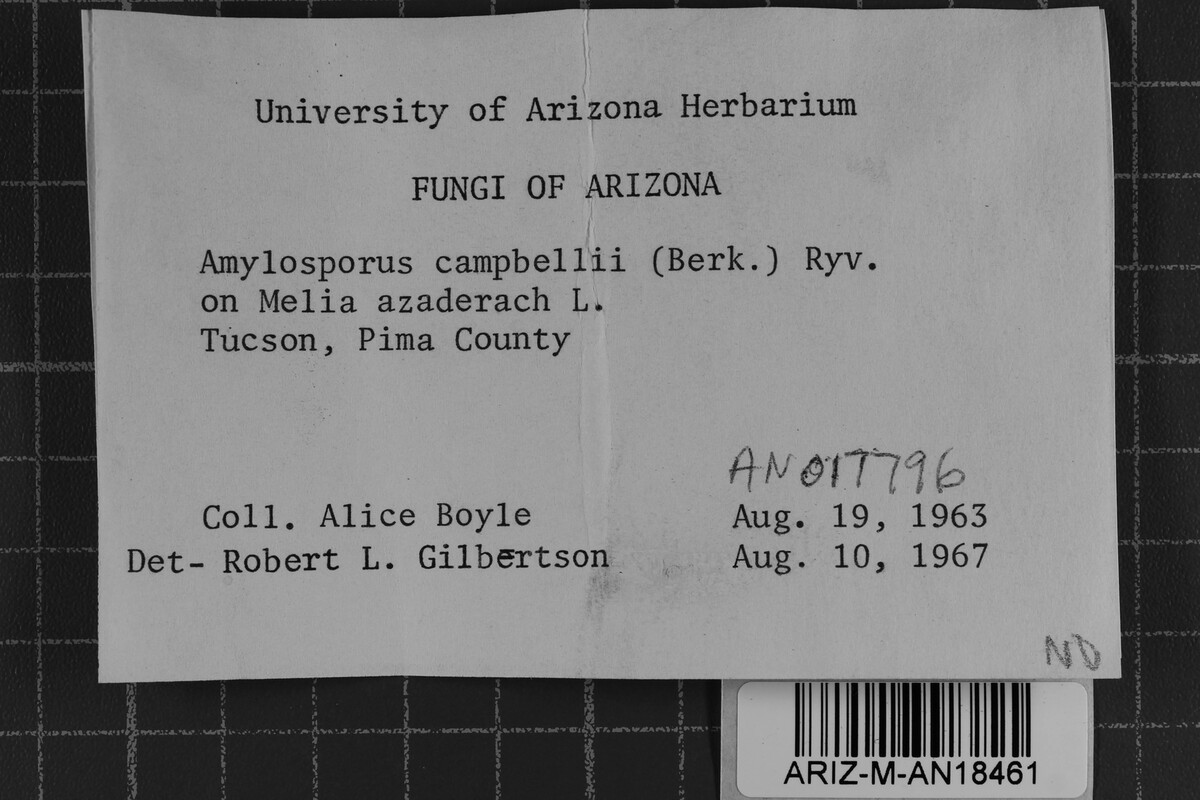 University of Arizona Herbarium
FUNGI OF ARIZONA
Amylosporus campbellii (Berk.) Ryv.
on Melia azaderach L.
Tucson, Pima County
AN017796
Coll. Alice Boyle Aug. 19, 1963
Det- Robert L. Gilbertson Aug. 10, 1967
ND
ARIZ-M-AN18461